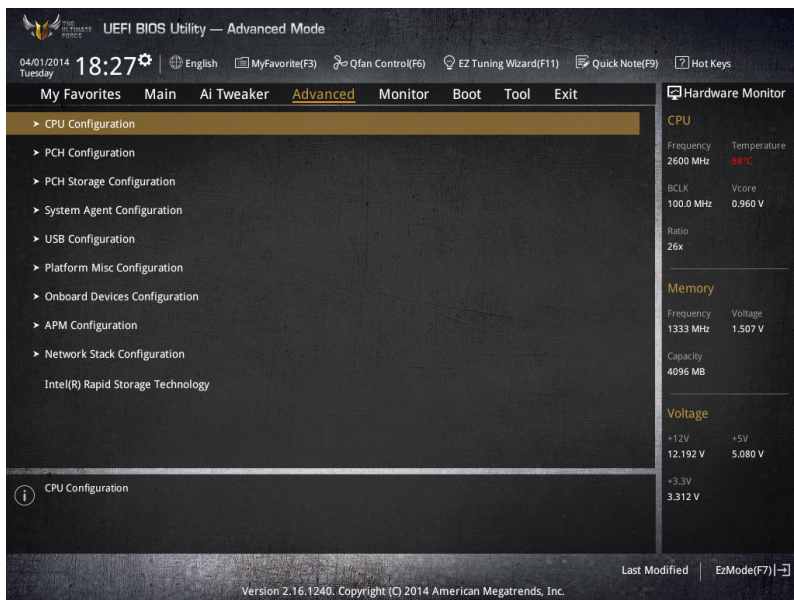 THE ULTIMATE FORCE UEFI BIOS Utility — Advanced Mode
04/01/2014 Tuesday 18:27 English MyFavorite(F3) Qfan Control(F6) EZ Tuning Wizard(F11) Quick Note(F9) ? Hot Keys
My Favorites Main Ai Tweaker Advanced Monitor Boot Tool Exit
CPU Configuration
PCH Configuration
PCH Storage Configuration
System Agent Configuration
USB Configuration
Platform Misc Configuration
Onboard Devices Configuration
APM Configuration
Network Stack Configuration
Intel(R) Rapid Storage Technology
i CPU Configuration
Hardware Monitor
CPU
Frequency Temperature
2600 MHz 88°C
BCLK Vcore
100.0 MHz 0.960 V
Ratio
26x
Memory
Frequency Voltage
1333 MHz 1.507 V
Capacity
4096 MB
Voltage
+12V +5V
12.192 V 5.080 V
+3.3V
3.312 V
Last Modified EzMode(F7)
Version 2.16.1240. Copyright (C) 2014 American Megatrends, Inc.